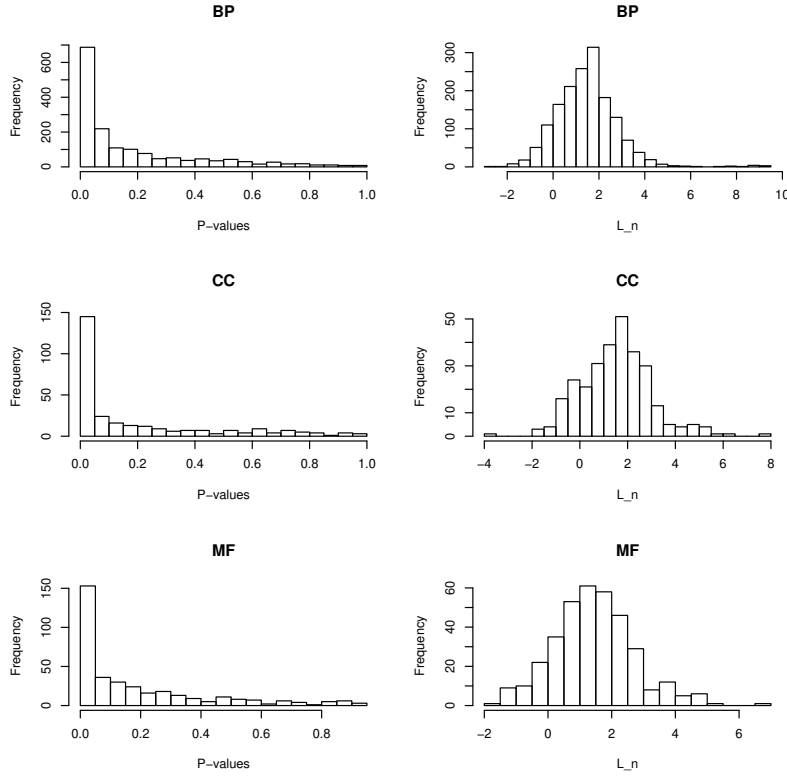 BP
Frequency
0
200
400
600
0.0 0.2 0.4 0.6 0.8 1.0
P−values
BP
Frequency
0
100
200
300
−2 0 2 4 6 8 10
L_n
CC
Frequency
0
50
100
150
0.0 0.2 0.4 0.6 0.8 1.0
P−values
CC
Frequency
0
10
30
50
−4 −2 0 2 4 6 8
L_n
MF
Frequency
0
50
100
150
0.0 0.2 0.4 0.6 0.8
P−values
MF
Frequency
0
20
40
60
−2 0 2 4 6
L_n